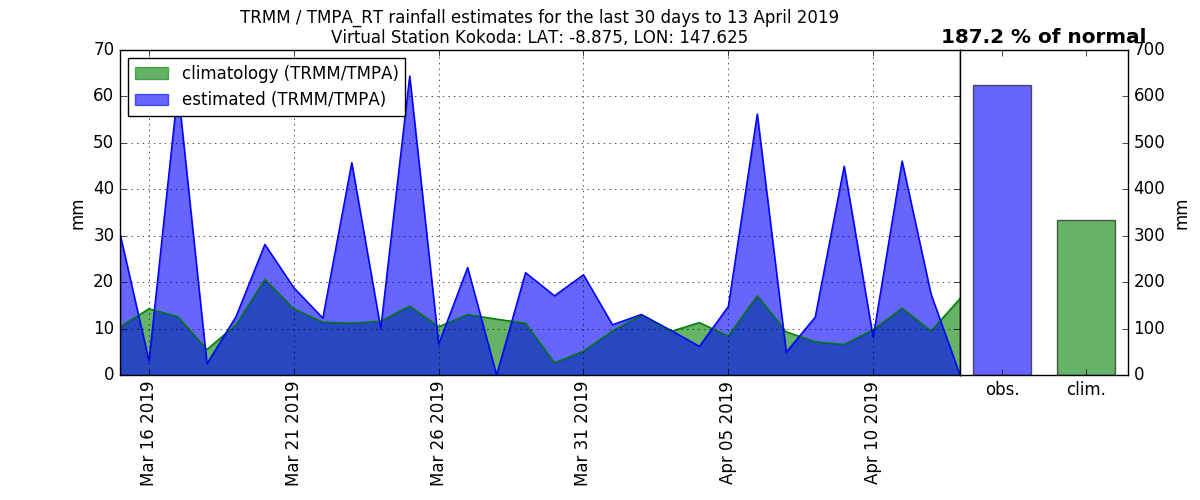 TRMM / TMPA_RT rainfall estimates for the last 30 days to 13 April 2019
Virtual Station Kokoda: LAT: -8.875, LON: 147.625
187.2 % of normal
climatology (TRMM/TMPA)
estimated (TRMM/TMPA)
70
60
50
40
30
20
10
0
mm
Mar 16 2019
Mar 21 2019
Mar 26 2019
Mar 31 2019
Apr 05 2019
Apr 10 2019
obs.
clim.
700
600
500
400
300
200
100
0
mm